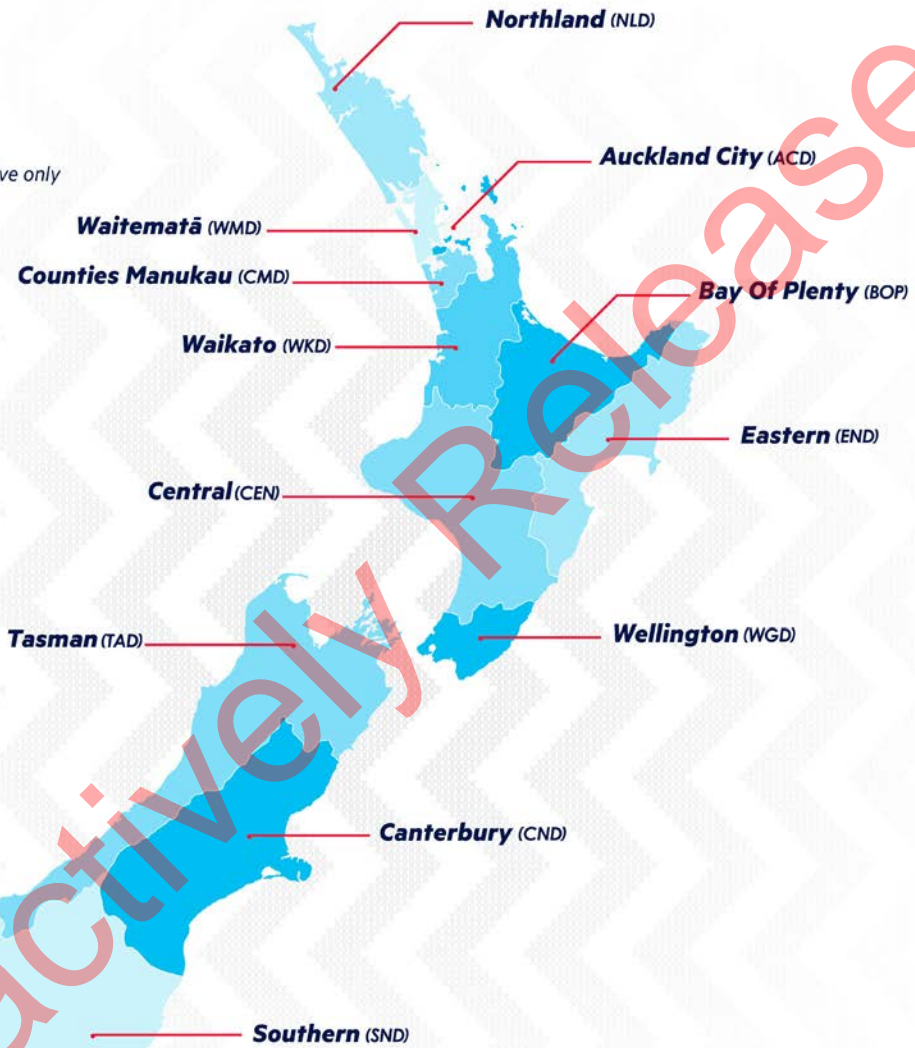 Northland (NLD)
ve only
Auckland City (ACD)
Waitematā (WMD)
Counties Manukau (CMD)
Bay Of Plenty (BOP)
Waikato (WKD)
Eastern (END)
Central (CEN)
Tasman (TAD)
Wellington (WGD)
Canterbury (CND)
Southern (SND)
actively Release